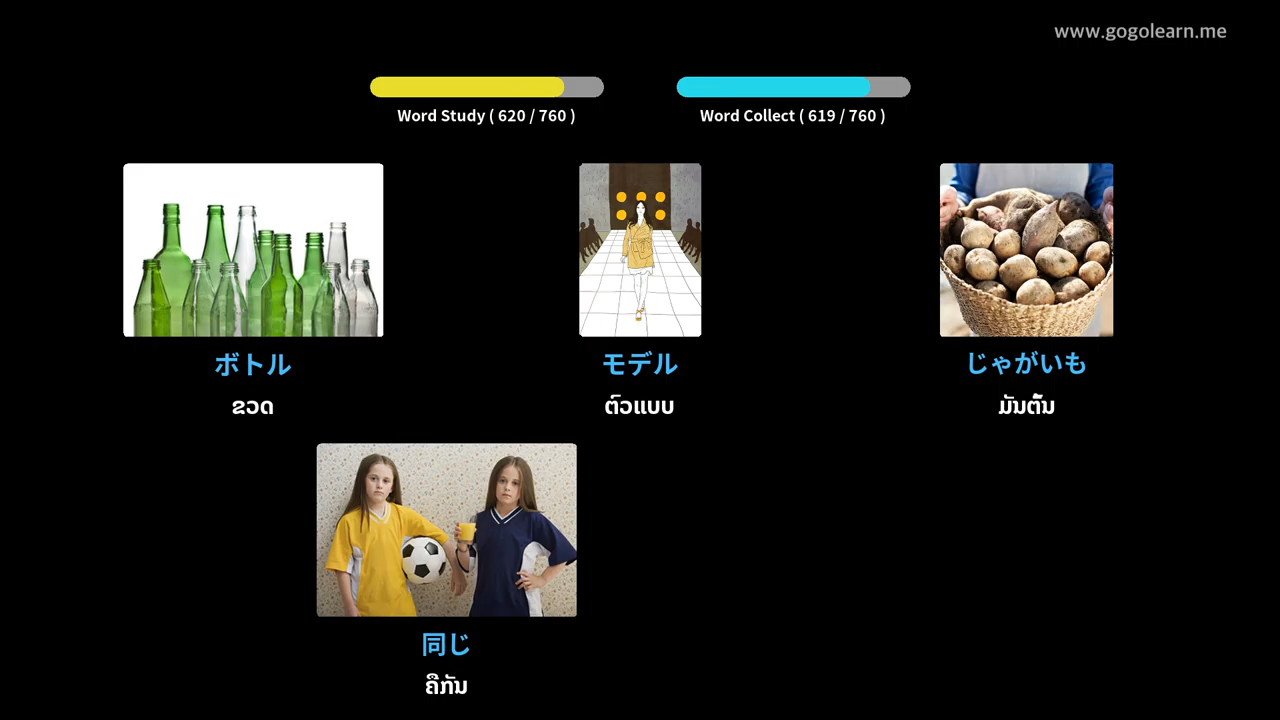 www.gogolearn.me
Word Study ( 620 / 760 )
Word Collect ( 619 / 760 )
ボトル
モデル
じゃがいも
ຂວດ
ຕົວແບບ
ມັນຕົ້ນ
同じ
ຄືກັນ